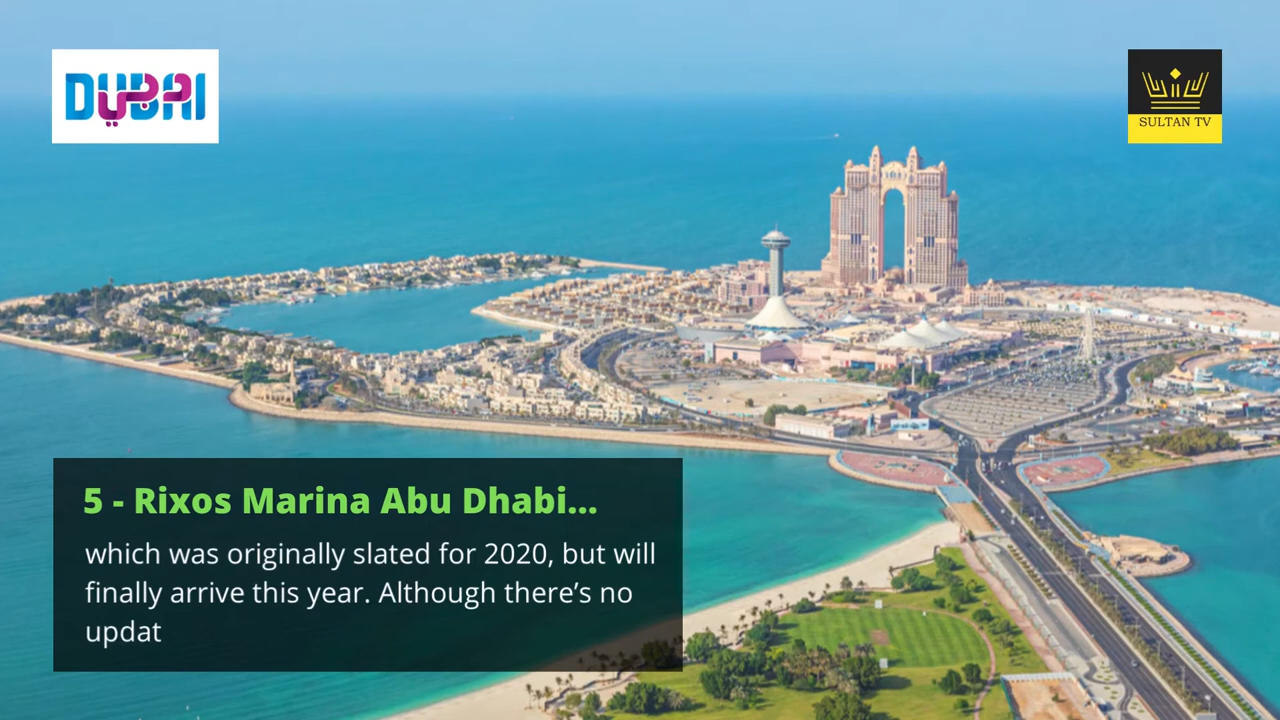 DUBAI
SULTAN TV
5 - Rixos Marina Abu Dhabi...
which was originally slated for 2020, but will
finally arrive this year. Although there’s no
updat